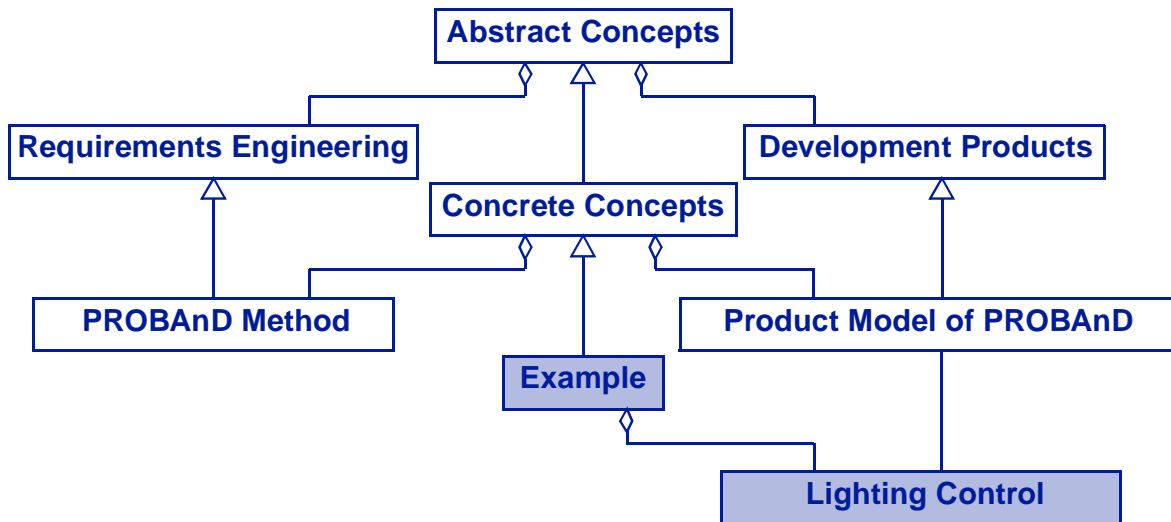 Abstract Concepts
Requirements Engineering
Development Products
Concrete Concepts
PROBAnD Method
Product Model of PROBAnD
Example
Lighting Control